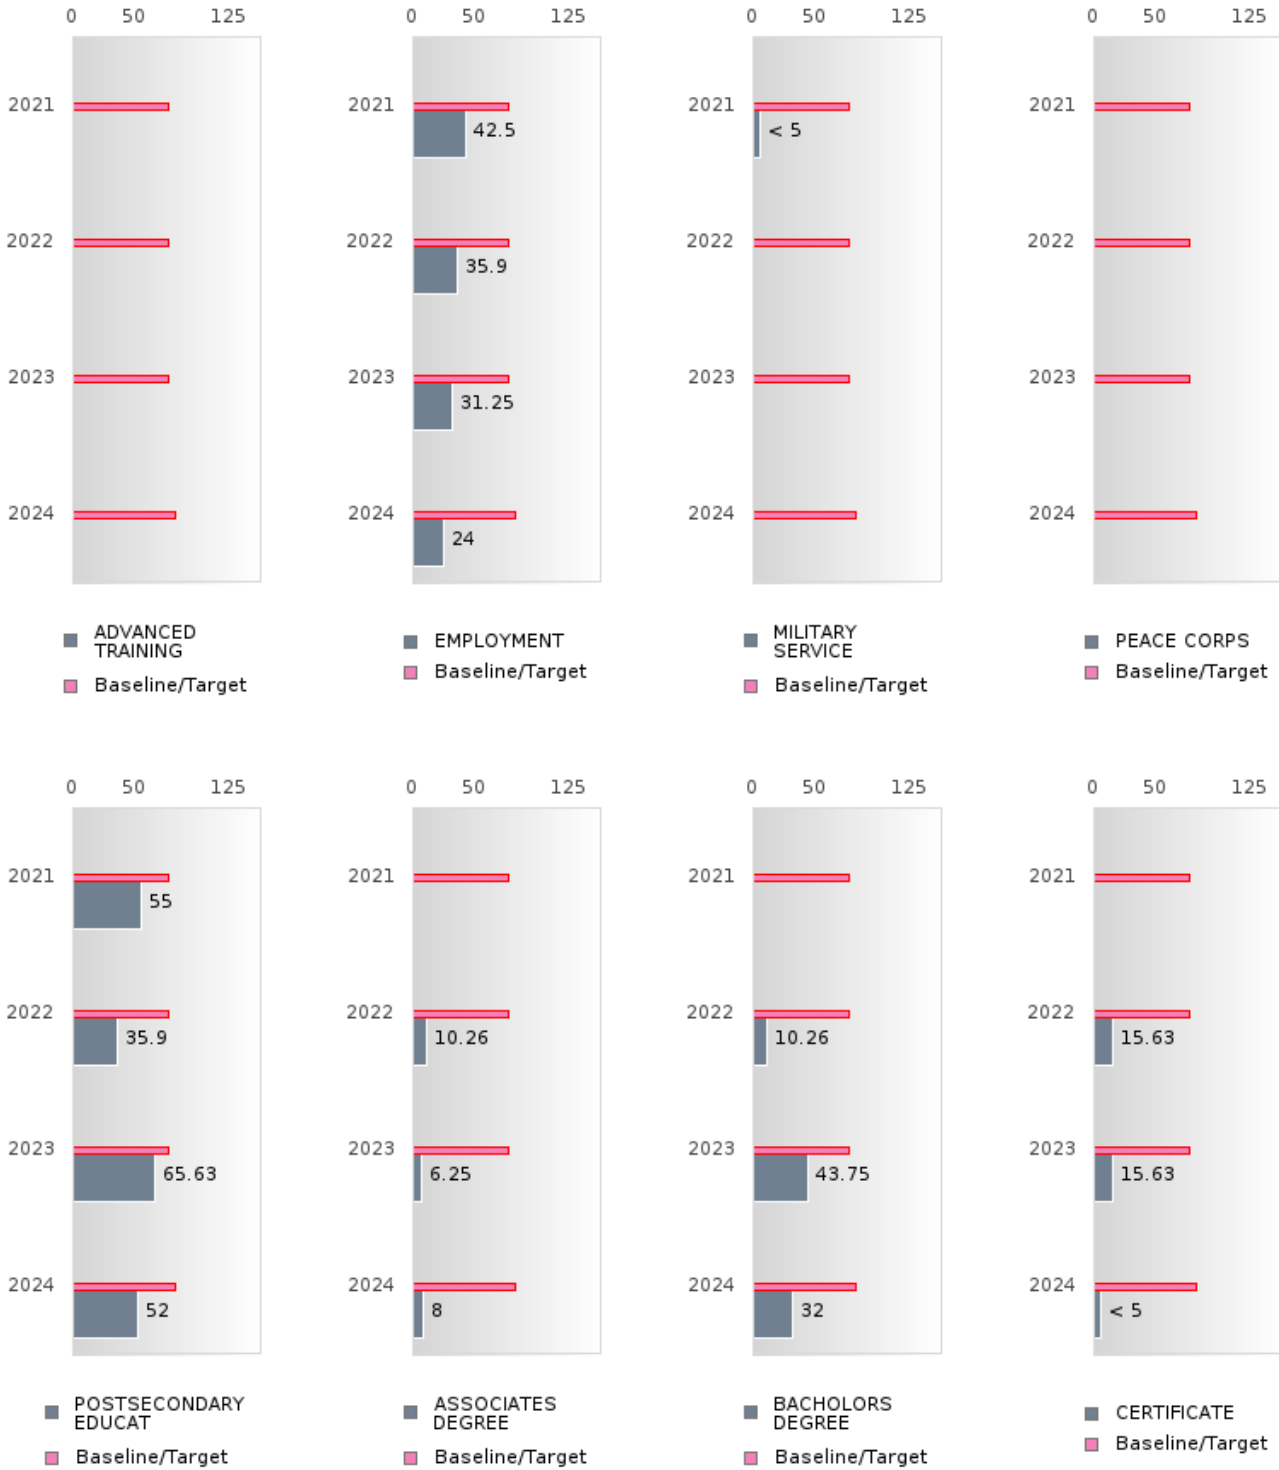 0 50 125 0 50 125 0 50 125 0 50 125
2021 2021 2021 2021
42.5 < 5
2022 2022 2022 2022
35.9
2023 2023 2023 2023
31.25
2024 2024 2024 2024
24
ADVANCED
TRAINING
Baseline/Target
EMPLOYMENT
Baseline/Target
MILITARY
SERVICE
Baseline/Target
PEACE CORPS
Baseline/Target
0 50 125 0 50 125 0 50 125 0 50 125
2021 2021 2021 2021
55
2022 2022 2022 2022
35.9 10.26 10.26 15.63
2023 2023 2023 2023
65.63 6.25 43.75 15.63
2024 2024 2024 2024
52 8 32 < 5
POSTSECONDARY
EDUCAT
Baseline/Target
ASSOCIATES
DEGREE
Baseline/Target
BACHOLORS
DEGREE
Baseline/Target
CERTIFICATE
Baseline/Target